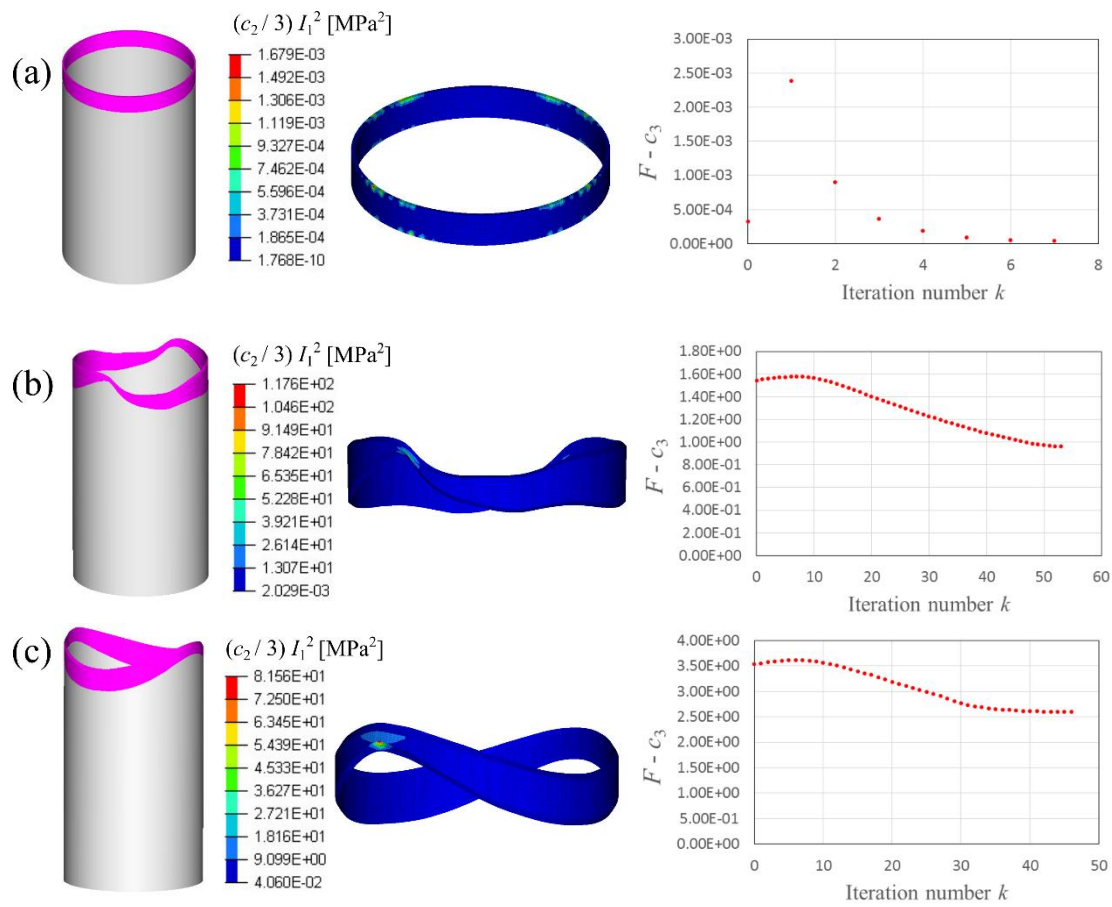 (a)
(c₂ / 3) I₁² [MPa²]
1.679E-03
1.492E-03
1.306E-03
1.119E-03
9.327E-04
7.462E-04
5.596E-04
3.731E-04
1.865E-04
1.768E-10
F - c₃
3.00E-03
2.50E-03
2.00E-03
1.50E-03
1.00E-03
5.00E-04
0.00E+00
0 2 4 6 8
Iteration number k
(b)
(c₂ / 3) I₁² [MPa²]
1.176E+02
1.046E+02
9.149E+01
7.842E+01
6.535E+01
5.228E+01
3.921E+01
2.614E+01
1.307E+01
2.029E-03
F - c₃
1.80E+00
1.60E+00
1.40E+00
1.20E+00
1.00E+00
8.00E-01
6.00E-01
4.00E-01
2.00E-01
0.00E+00
0 10 20 30 40 50 60
Iteration number k
(c)
(c₂ / 3) I₁² [MPa²]
8.156E+01
7.250E+01
6.345E+01
5.439E+01
4.533E+01
3.627E+01
2.721E+01
1.816E+01
9.099E+00
4.060E-02
F - c₃
4.00E+00
3.50E+00
3.00E+00
2.50E+00
2.00E+00
1.50E+00
1.00E+00
5.00E-01
0.00E+00
0 10 20 30 40 50
Iteration number k